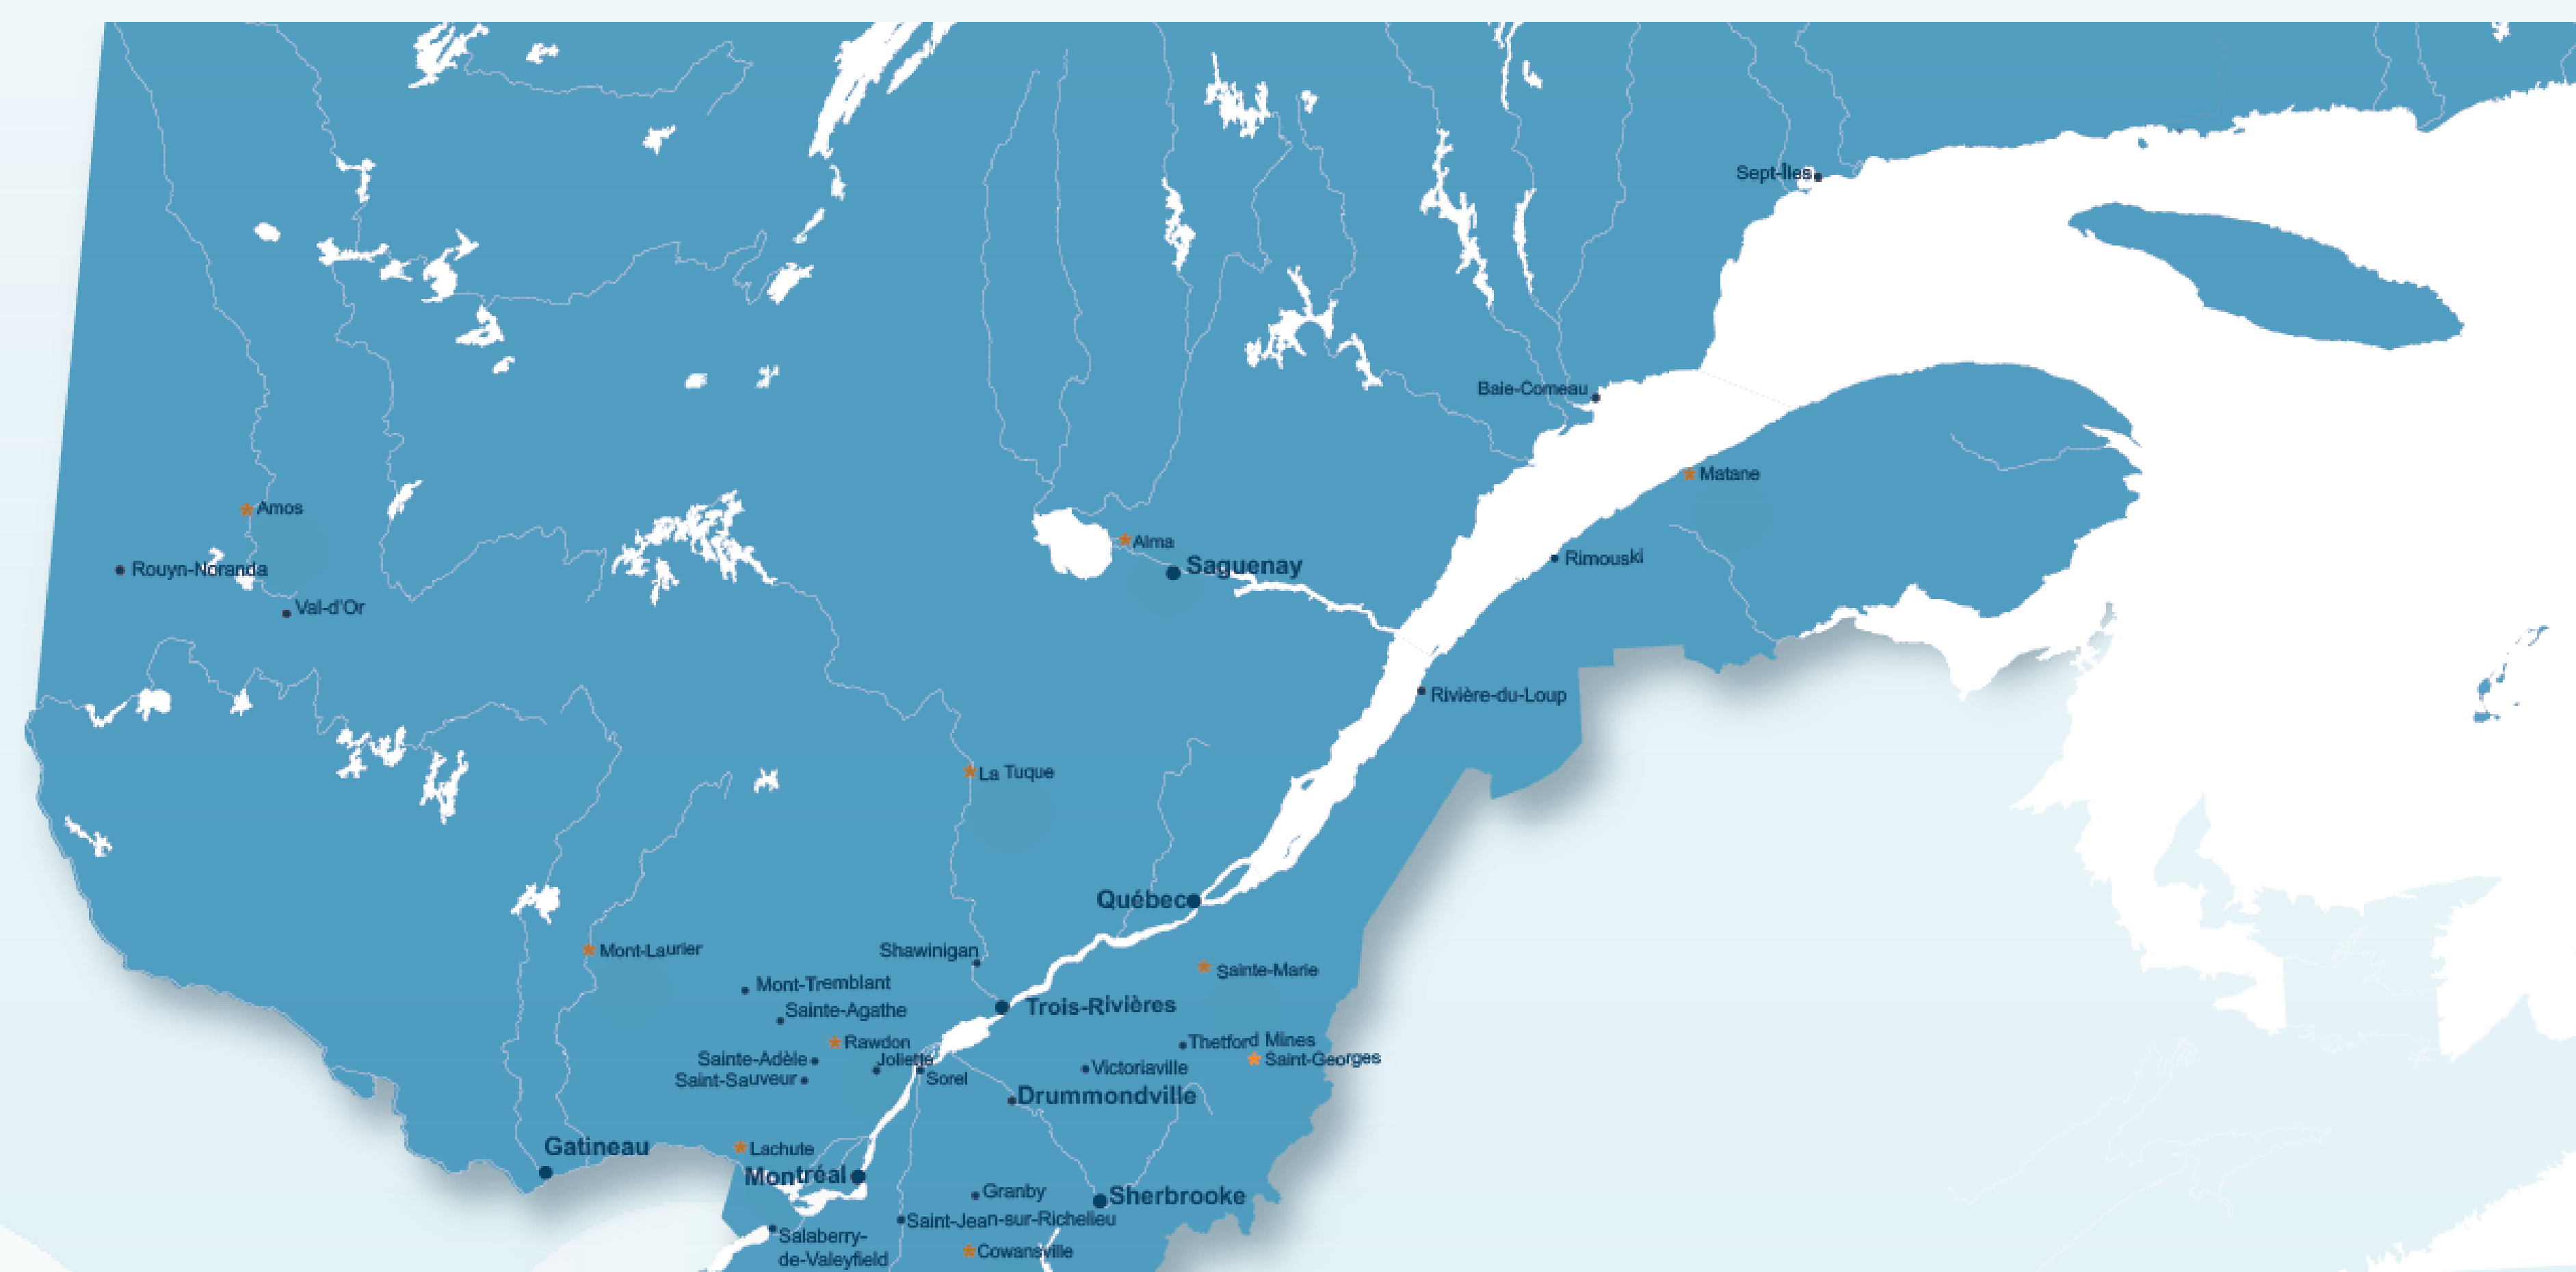 Sept-Îles
Baie-Comeau
Matane
Amos
Alma
Saguenay
Rimouski
Rouyn-Noranda
Val-d'Or
Rivière-du-Loup
La Tuque
Québec
Mont-Laurier
Shawinigan
Sainte-Marie
Mont-Tremblant
Trois-Rivières
Sainte-Agathe
Rawdon
Thetford Mines
Sainte-Adèle
Joliette
Saint-Georges
Victoriaville
Saint-Sauveur
Sorel
Drummondville
Gatineau
Lachute
Montréal
Granby
Sherbrooke
Saint-Jean-sur-Richelieu
Salaberry-
de-Valeyfield
Cowansville